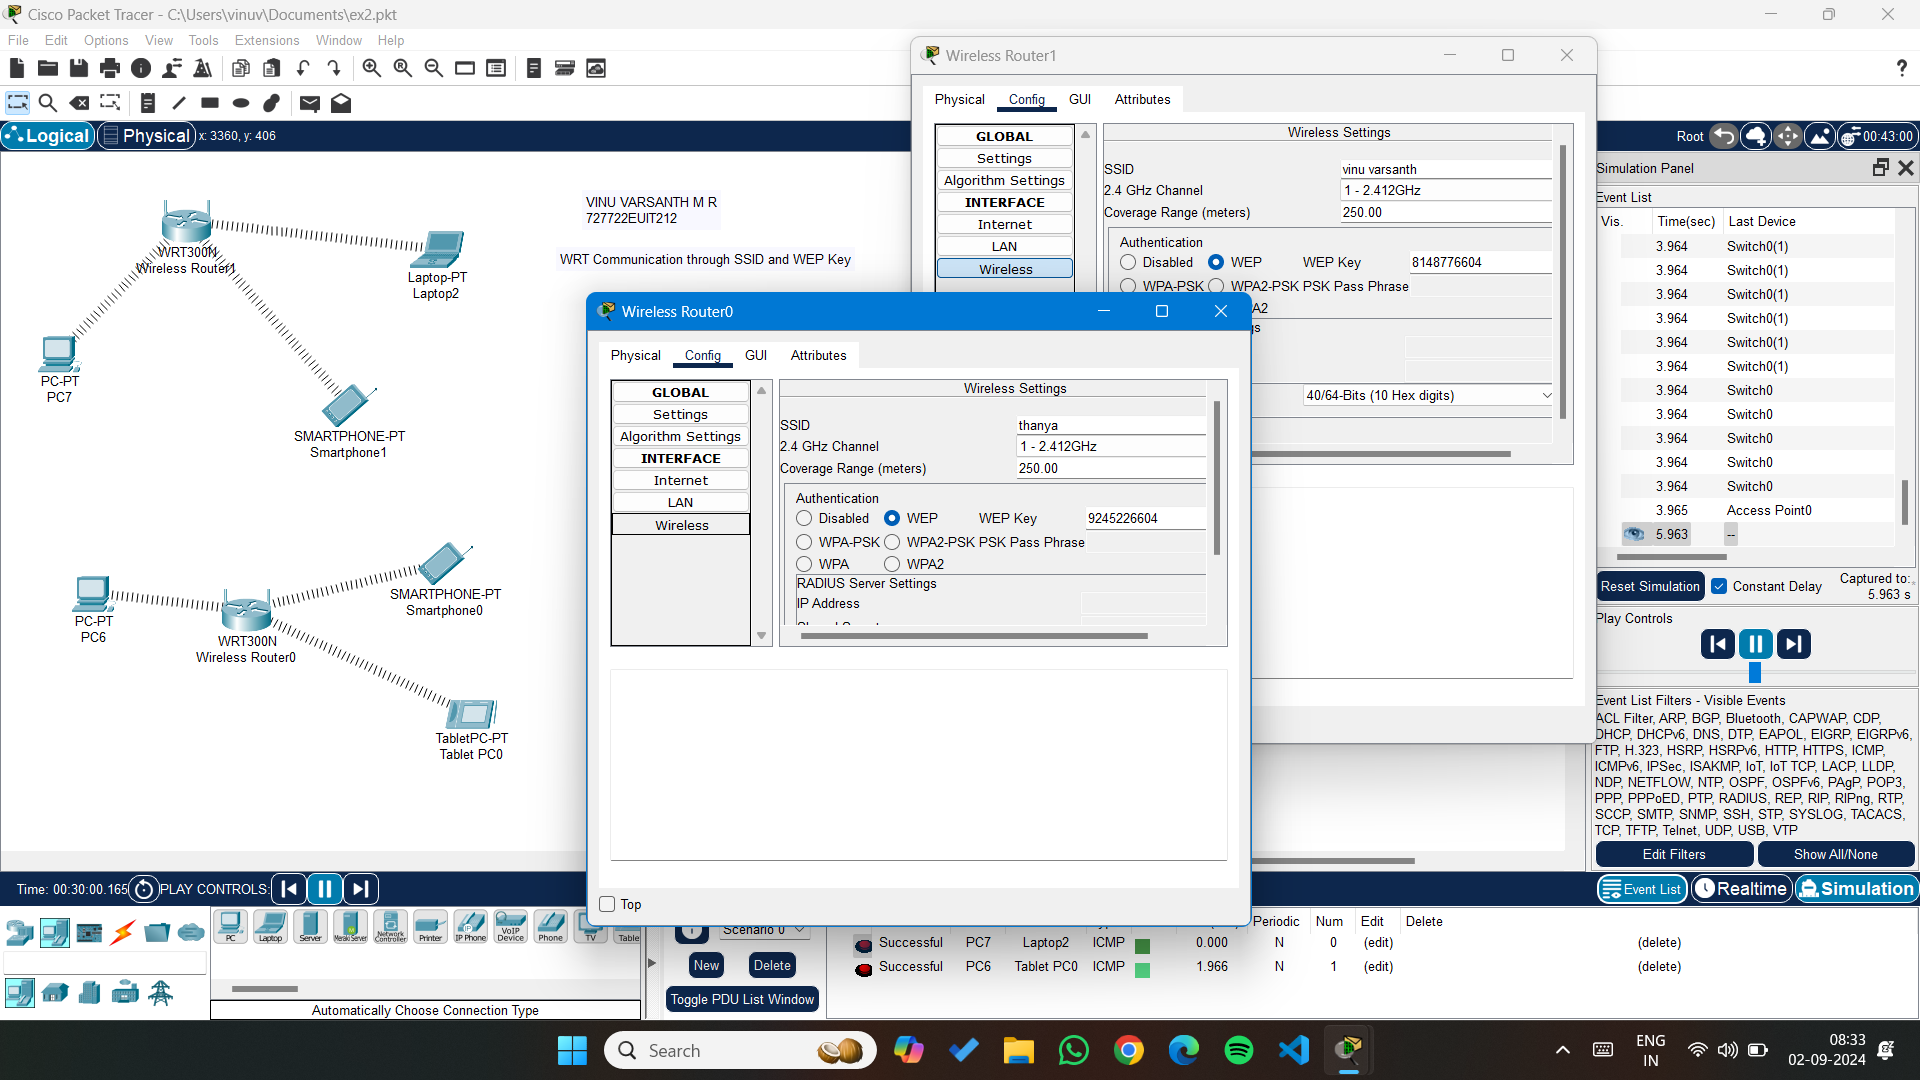 Cisco Packet Tracer - C:\Users\vinuv\Documents\ex2.pkt
File Edit Options View Tools Extensions Window Help
Logical Physical x: 3360, y: 406
Root 00:43:00
VINU VARSANTH M R
727722EUIT212
WRT Communication through SSID and WEP Key
WRT300N
Wireless Router1
Laptop-PT
Laptop2
PC-PT
PC7
SMARTPHONE-PT
Smartphone1
SMARTPHONE-PT
Smartphone0
PC-PT
PC6
WRT300N
Wireless Router0
TabletPC-PT
Tablet PC0
Wireless Router1
Physical Config GUI Attributes
GLOBAL
Settings
Algorithm Settings
INTERFACE
Internet
LAN
Wireless
Wireless Settings
SSID vinu varsanth
2.4 GHz Channel 1 - 2.412GHz
Coverage Range (meters) 250.00
Authentication
Disabled WEP WEP Key 8148776604
WPA-PSK WPA2-PSK PSK Pass Phrase
A2
gs
40/64-Bits (10 Hex digits)
Wireless Router0
Physical Config GUI Attributes
GLOBAL
Settings
Algorithm Settings
INTERFACE
Internet
LAN
Wireless
Wireless Settings
SSID thanya
2.4 GHz Channel 1 - 2.412GHz
Coverage Range (meters) 250.00
Authentication
Disabled WEP WEP Key 9245226604
WPA-PSK WPA2-PSK PSK Pass Phrase
WPA WPA2
RADIUS Server Settings
IP Address
Top
Simulation Panel
Event List
Vis. Time(sec) Last Device
3.964 Switch0(1)
3.964 Switch0(1)
3.964 Switch0(1)
3.964 Switch0(1)
3.964 Switch0(1)
3.964 Switch0(1)
3.964 Switch0
3.964 Switch0
3.964 Switch0
3.964 Switch0
3.964 Switch0
3.965 Access Point0
5.963 --
Reset Simulation Constant Delay Captured to:
5.963 s
Play Controls
Event List Filters - Visible Events
ACL Filter, ARP, BGP, Bluetooth, CAPWAP, CDP,
DHCP, DHCPv6, DNS, DTP, EAPOL, EIGRP, EIGRPv6,
FTP, H.323, HSRP, HSRPv6, HTTP, HTTPS, ICMP,
ICMPv6, IPSec, ISAKMP, IoT, IoT TCP, LACP, LLDP,
NDP, NETFLOW, NTP, OSPF, OSPFv6, PAgP, POP3,
PPP, PPPoED, PTP, RADIUS, REP, RIP, RIPng, RTP,
SCCP, SMTP, SNMP, SSH, STP, SYSLOG, TACACS,
TCP, TFTP, Telnet, UDP, USB, VTP
Edit Filters Show All/None
Time: 00:30:00.165 PLAY CONTROLS:
Event List Realtime Simulation
PC Laptop Server Meraki Server Network Controller Printer IP Phone VoIP Device Phone TV Table
Automatically Choose Connection Type
Scenario 0
New Delete
Toggle PDU List Window
Periodic Num Edit Delete
Successful PC7 Laptop2 ICMP 0.000 N 0 (edit) (delete)
Successful PC6 Tablet PC0 ICMP 1.966 N 1 (edit) (delete)
Search
ENG
IN
08:33
02-09-2024